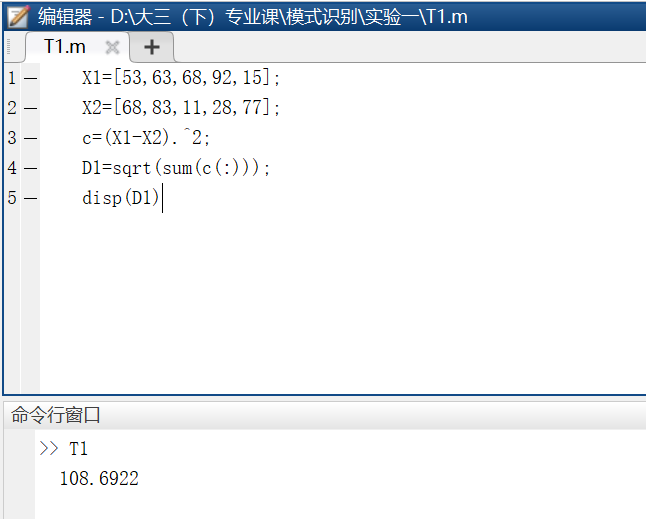 编辑器 - D:\大三（下）专业课\模式识别\实验一\T1.m
T1.m
1 X1=[53,63,68,92,15];
2 X2=[68,83,11,28,77];
3 c=(X1-X2).^2;
4 D1=sqrt(sum(c(:)));
5 disp(D1)
命令行窗口
>> T1
108.6922